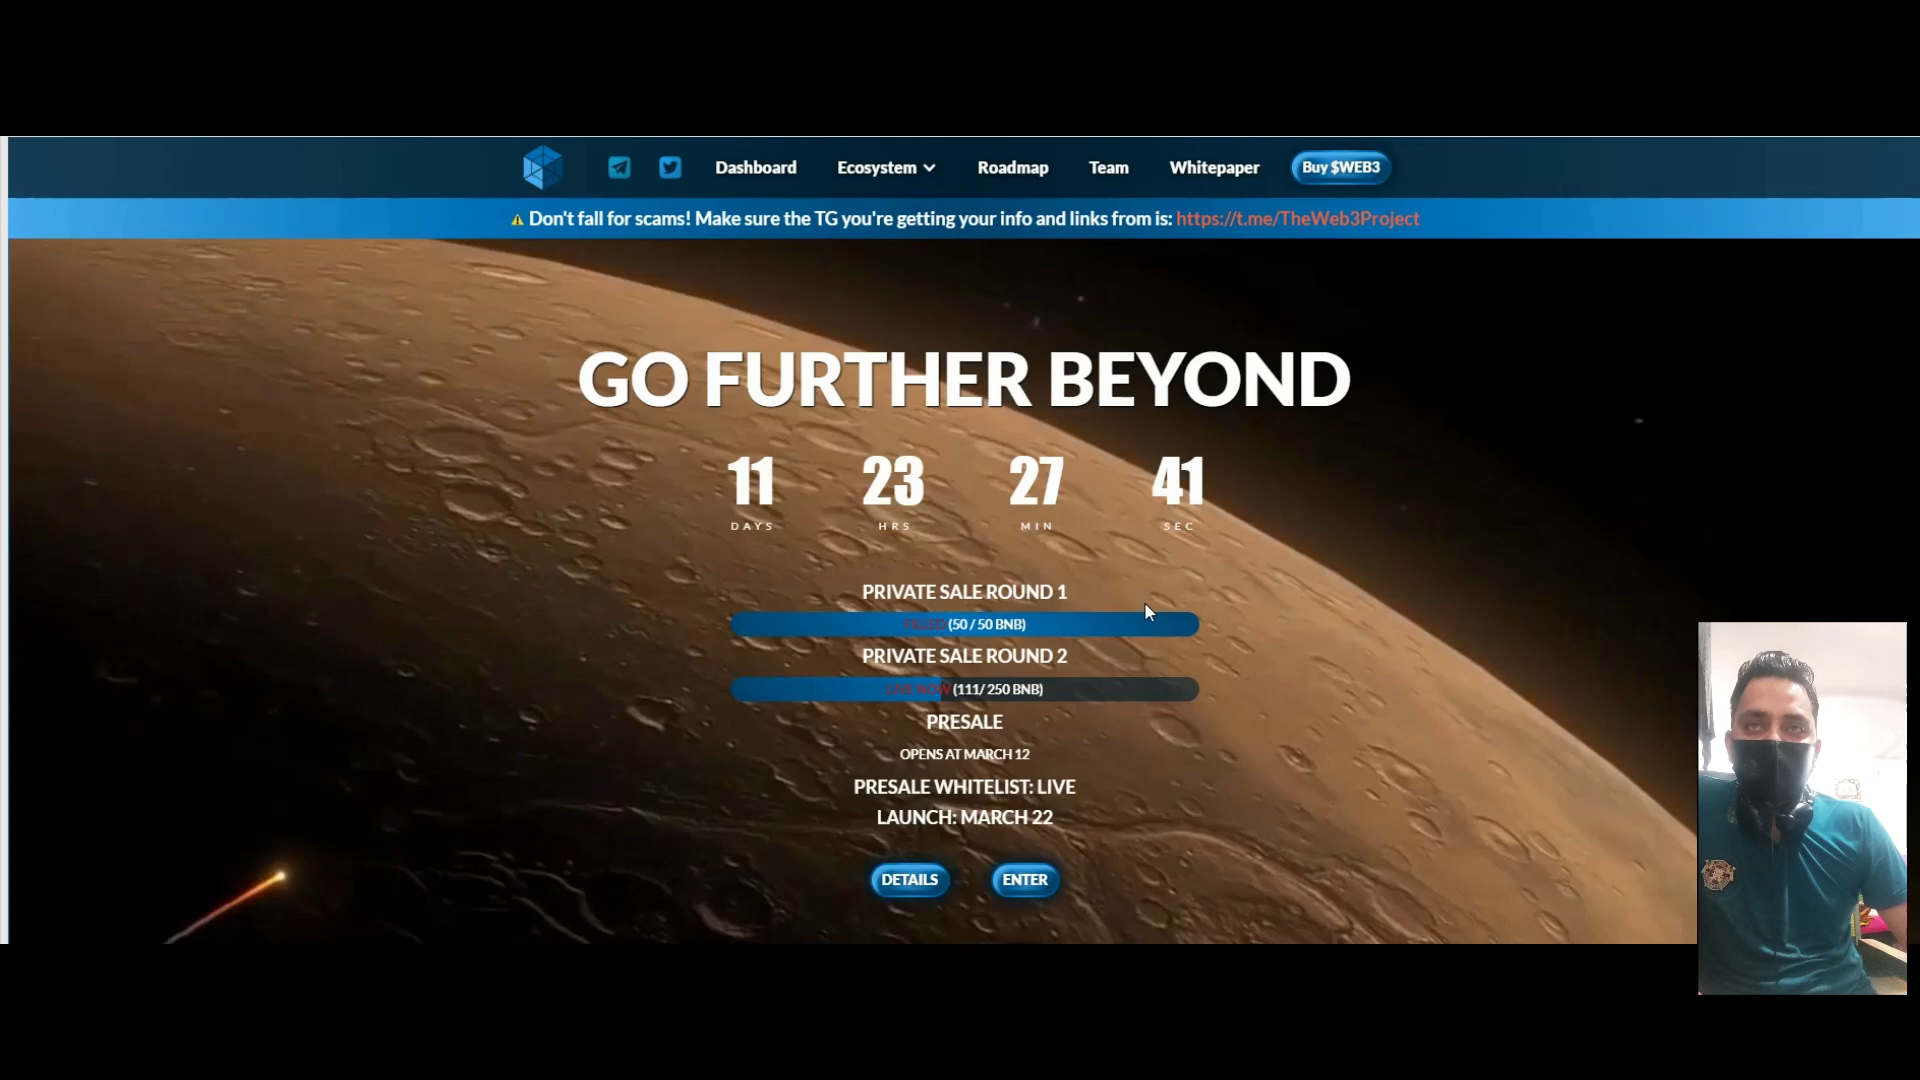 Dashboard Ecosystem Roadmap Team Whitepaper Buy $WEB3
Don't fall for scams! Make sure the TG you're getting your info and links from is: https://t.me/TheWeb3Project
GO FURTHER BEYOND
11 23 27 41
DAYS HRS MIN SEC
PRIVATE SALE ROUND 1
FILLED (50 / 50 BNB)
PRIVATE SALE ROUND 2
LIVE NOW (111/ 250 BNB)
PRESALE
OPENS AT MARCH 12
PRESALE WHITELIST: LIVE
LAUNCH: MARCH 22
DETAILS ENTER